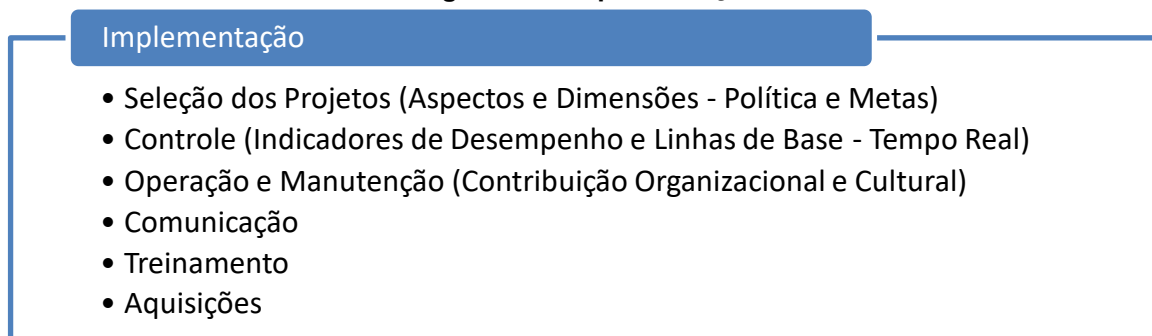 Implementação
• Seleção dos Projetos (Aspectos e Dimensões - Política e Metas)
• Controle (Indicadores de Desempenho e Linhas de Base - Tempo Real)
• Operação e Manutenção (Contribuição Organizacional e Cultural)
• Comunicação
• Treinamento
• Aquisições